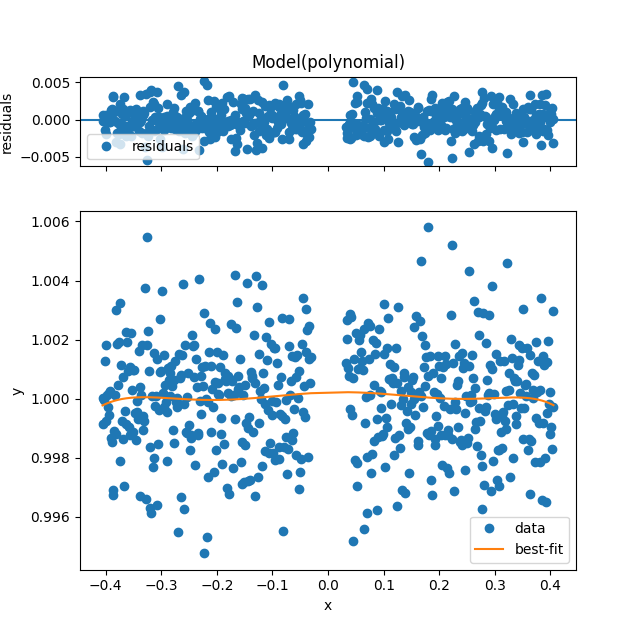 Model(polynomial)
residuals
0.005
0.000
−0.005
residuals
y
1.006
1.004
1.002
1.000
0.998
0.996
data
best-fit
−0.4 −0.3 −0.2 −0.1 0.0 0.1 0.2 0.3 0.4
x